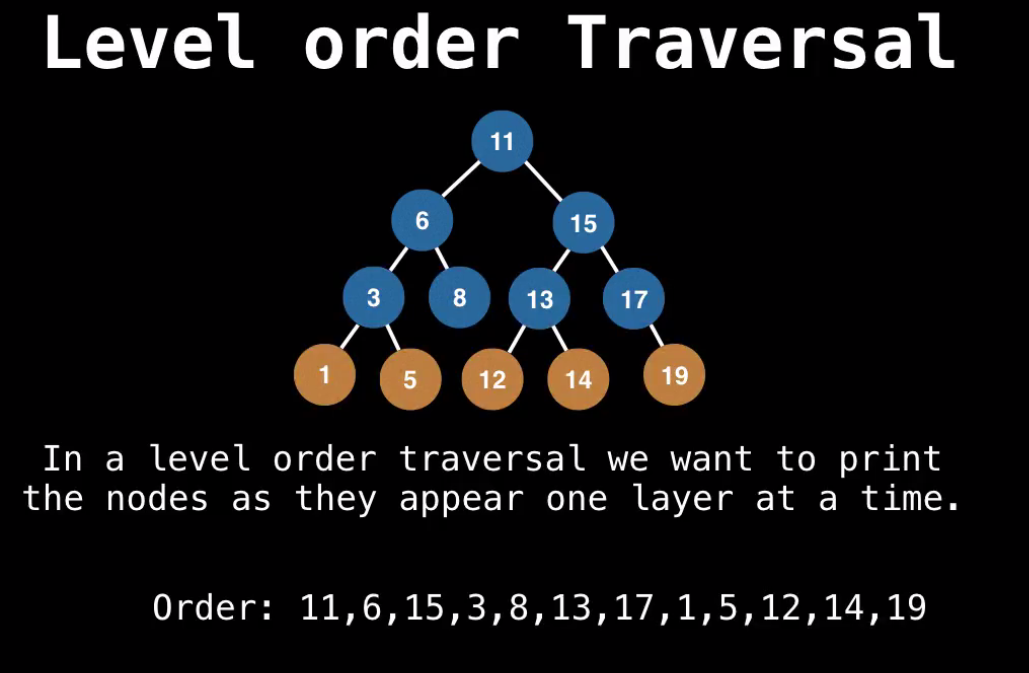 Level order Traversal
11
6 15
3 8 13 17
1 5 12 14 19
In a level order traversal we want to print
the nodes as they appear one layer at a time.
Order: 11,6,15,3,8,13,17,1,5,12,14,19